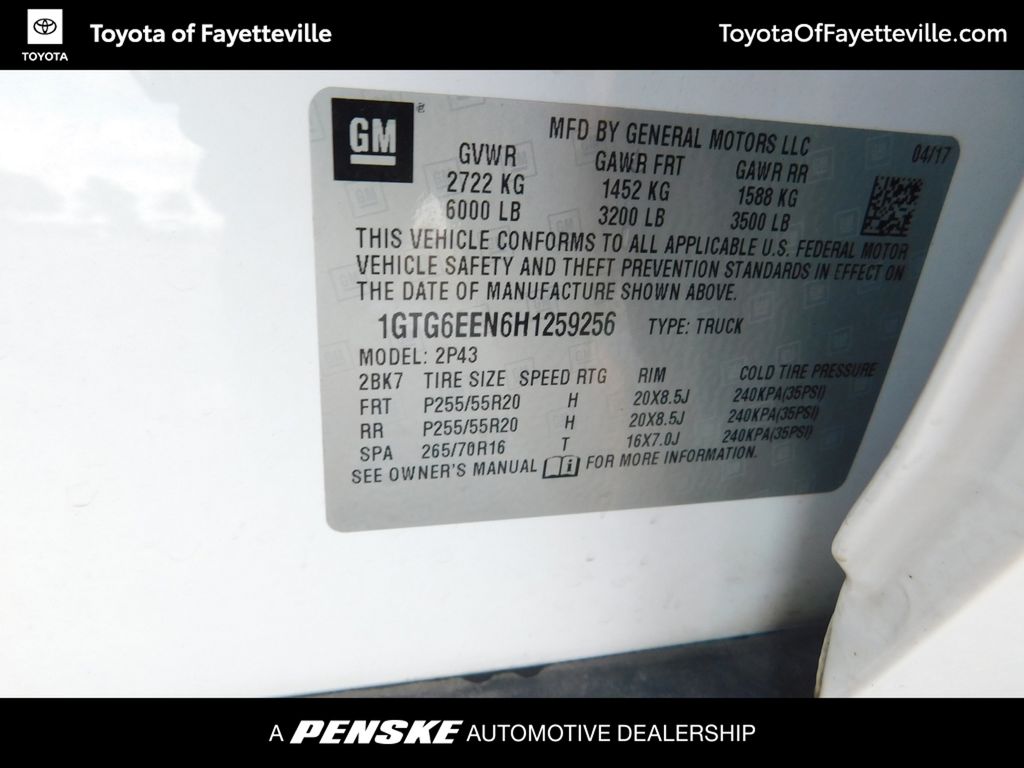 TOYOTA
Toyota of Fayetteville
ToyotaOfFayetteville.com
GM
MFD BY GENERAL MOTORS LLC
04/17
GVWR GAWR FRT GAWR RR
2722 KG 1452 KG 1588 KG
6000 LB 3200 LB 3500 LB
THIS VEHICLE CONFORMS TO ALL APPLICABLE U.S. FEDERAL MOTOR
VEHICLE SAFETY AND THEFT PREVENTION STANDARDS IN EFFECT ON
THE DATE OF MANUFACTURE SHOWN ABOVE.
1GTG6EEN6H1259256 TYPE: TRUCK
MODEL: 2P43
2BK7 TIRE SIZE SPEED RTG RIM COLD TIRE PRESSURE
FRT P255/55R20 H 20X8.5J 240KPA(35PSI)
RR P255/55R20 H 20X8.5J 240KPA(35PSI)
SPA 265/70R16 T 16X7.0J 240KPA(35PSI)
SEE OWNER'S MANUAL i FOR MORE INFORMATION.
A PENSKE AUTOMOTIVE DEALERSHIP